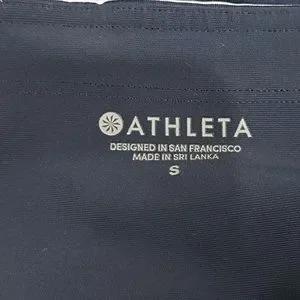 ATHLETA
DESIGNED IN SAN FRANCISCO
MADE IN SRI LANKA
S